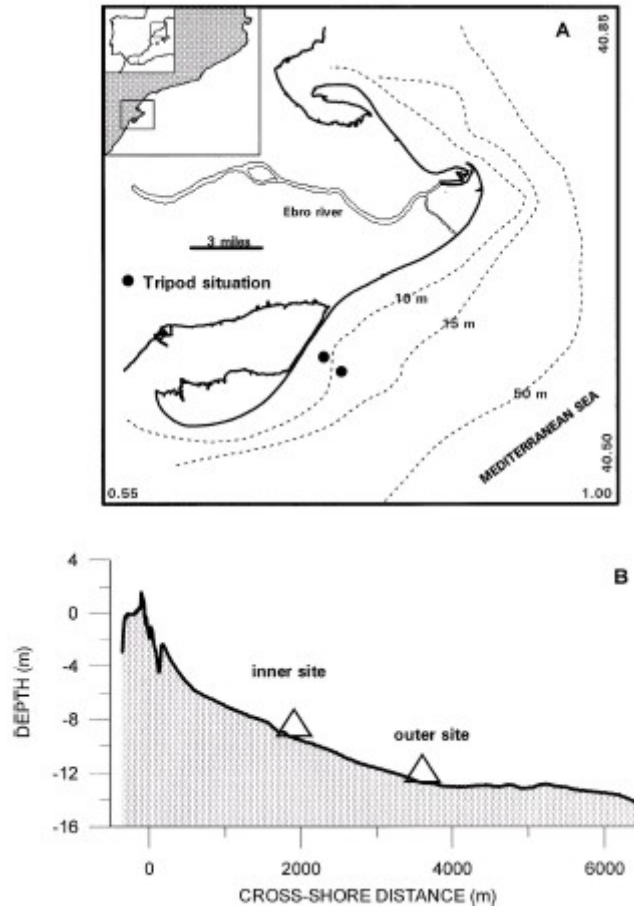 A
40.85
Ebro river
3 miles
Tripod situation
10 m
15 m
50 m
MEDITERRANEAN SEA
40.50
0.55
1.00
B
4
0
-4
-8
-12
-16
DEPTH (m)
inner site
outer site
0
2000
4000
6000
CROSS-SHORE DISTANCE (m)